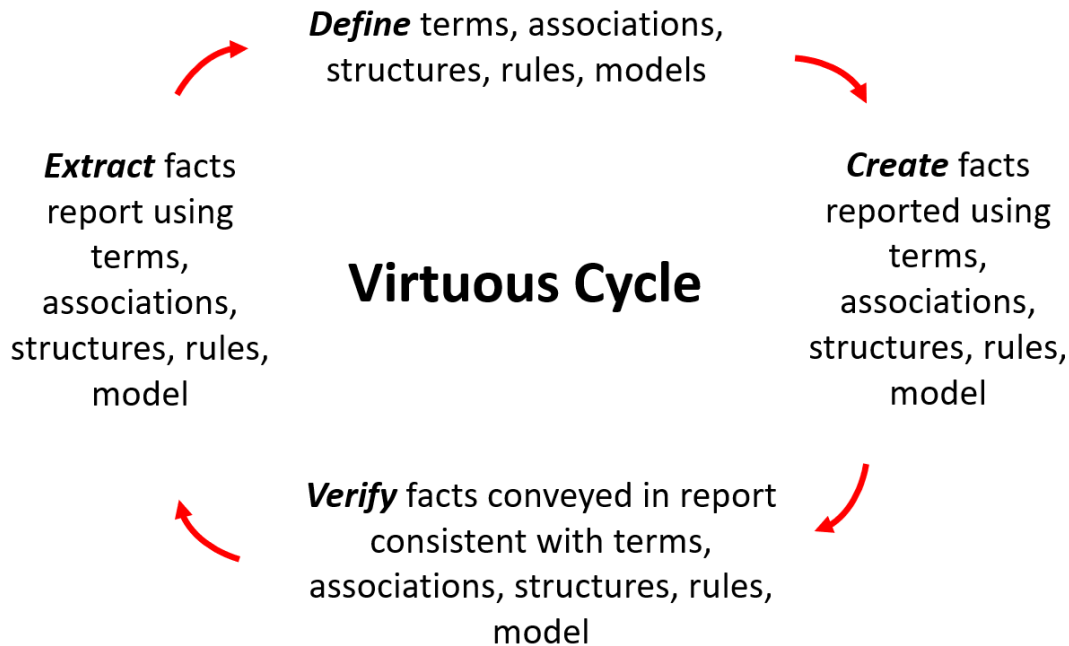 Define terms, associations,
structures, rules, models
Create facts
reported using
terms,
associations,
structures, rules,
model
Verify facts conveyed in report
consistent with terms,
associations, structures, rules,
model
Extract facts
report using
terms,
associations,
structures, rules,
model
Virtuous Cycle